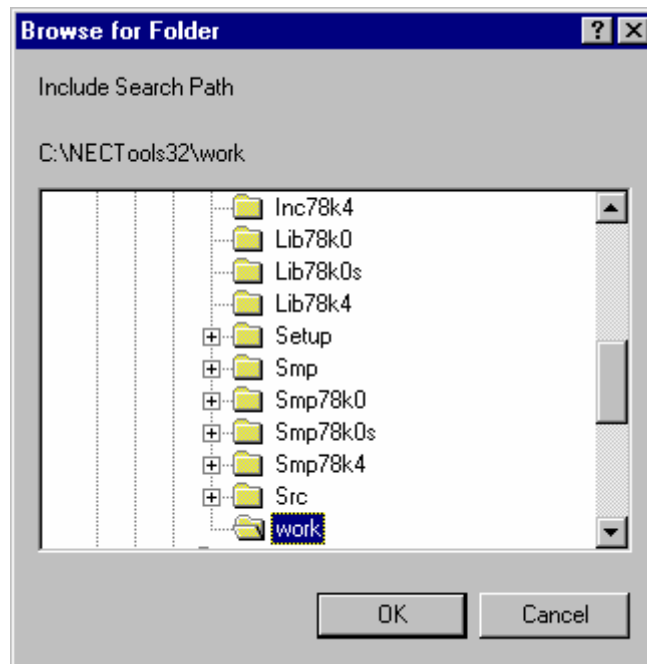 Browse for Folder
Include Search Path
C:\NECTools32\work
Inc78k4
Lib78k0
Lib78k0s
Lib78k4
Setup
Smp
Smp78k0
Smp78k0s
Smp78k4
Src
work
OK
Cancel